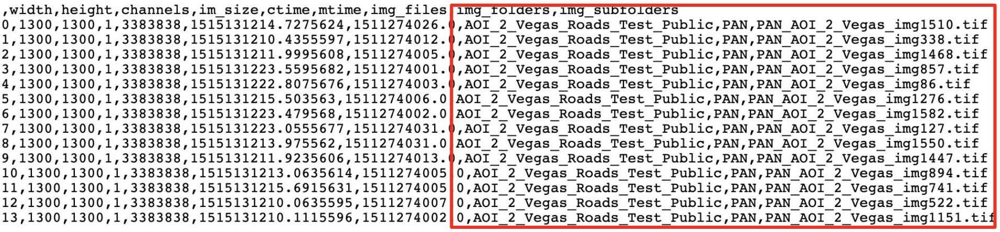 ,width,height,channels,im_size,ctime,mtime,img_files,img_folders,img_subfolders
0,1300,1300,1,3383838,1515131214.7275624,1511274026.0,AOI_2_Vegas_Roads_Test_Public,PAN,PAN_AOI_2_Vegas_img1510.tif
1,1300,1300,1,3383838,1515131210.4355597,1511274012.0,AOI_2_Vegas_Roads_Test_Public,PAN,PAN_AOI_2_Vegas_img338.tif
2,1300,1300,1,3383838,1515131211.9995608,1511274005.0,AOI_2_Vegas_Roads_Test_Public,PAN,PAN_AOI_2_Vegas_img1468.tif
3,1300,1300,1,3383838,1515131223.5595682,1511274001.0,AOI_2_Vegas_Roads_Test_Public,PAN,PAN_AOI_2_Vegas_img857.tif
4,1300,1300,1,3383838,1515131222.8075676,1511274003.0,AOI_2_Vegas_Roads_Test_Public,PAN,PAN_AOI_2_Vegas_img86.tif
5,1300,1300,1,3383838,1515131215.503563,1511274006.0,AOI_2_Vegas_Roads_Test_Public,PAN,PAN_AOI_2_Vegas_img1276.tif
6,1300,1300,1,3383838,1515131223.479568,1511274002.0,AOI_2_Vegas_Roads_Test_Public,PAN,PAN_AOI_2_Vegas_img1582.tif
7,1300,1300,1,3383838,1515131223.0555677,1511274031.0,AOI_2_Vegas_Roads_Test_Public,PAN,PAN_AOI_2_Vegas_img127.tif
8,1300,1300,1,3383838,1515131213.975562,1511274031.0,AOI_2_Vegas_Roads_Test_Public,PAN,PAN_AOI_2_Vegas_img1550.tif
9,1300,1300,1,3383838,1515131211.9235606,1511274013.0,AOI_2_Vegas_Roads_Test_Public,PAN,PAN_AOI_2_Vegas_img1447.tif
10,1300,1300,1,3383838,1515131213.0635614,1511274005.0,AOI_2_Vegas_Roads_Test_Public,PAN,PAN_AOI_2_Vegas_img894.tif
11,1300,1300,1,3383838,1515131215.6915631,1511274005.0,AOI_2_Vegas_Roads_Test_Public,PAN,PAN_AOI_2_Vegas_img741.tif
12,1300,1300,1,3383838,1515131210.0635595,1511274007.0,AOI_2_Vegas_Roads_Test_Public,PAN,PAN_AOI_2_Vegas_img522.tif
13,1300,1300,1,3383838,1515131210.1115596,1511274002.0,AOI_2_Vegas_Roads_Test_Public,PAN,PAN_AOI_2_Vegas_img1151.tif